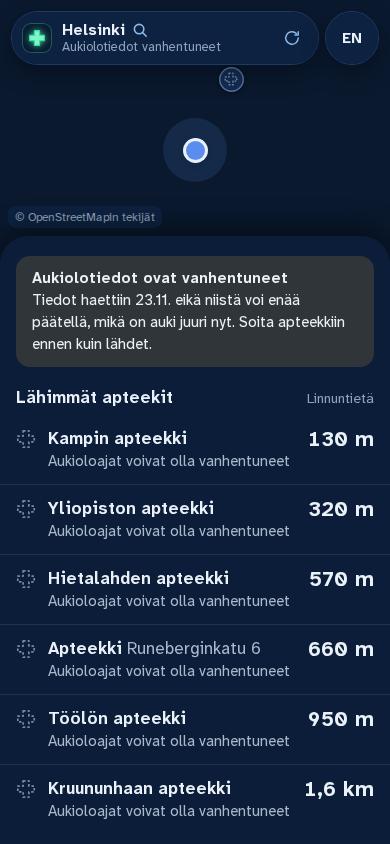 Helsinki
Aukiolotiedot vanhentuneet
EN
© OpenStreetMapin tekijät
Aukiolotiedot ovat vanhentuneet
Tiedot haettiin 23.11. eikä niistä voi enää
päätellä, mikä on auki juuri nyt. Soita apteekkiin
ennen kuin lähdet.
Lähimmät apteekit Linnuntietä
Kampin apteekki 130 m
Aukioloajat voivat olla vanhentuneet
Yliopiston apteekki 320 m
Aukioloajat voivat olla vanhentuneet
Hietalahden apteekki 570 m
Aukioloajat voivat olla vanhentuneet
Apteekki Runeberginkatu 6 660 m
Aukioloajat voivat olla vanhentuneet
Töölön apteekki 950 m
Aukioloajat voivat olla vanhentuneet
Kruununhaan apteekki 1,6 km
Aukioloajat voivat olla vanhentuneet